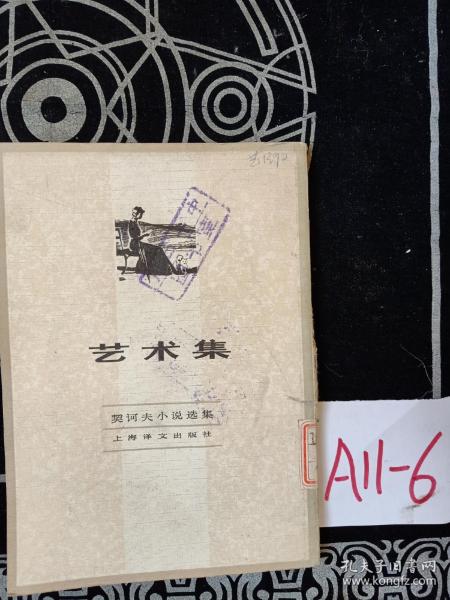 艺术集
契诃夫小说选集
上海译文出版社
A11-6
孔夫子旧书网
www.kongfz.com